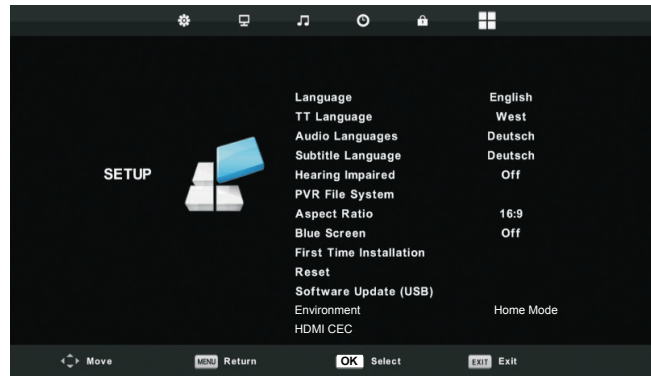 Language English
TT Language West
Audio Languages Deutsch
Subtitle Language Deutsch
SETUP
Hearing Impaired Off
PVR File System
Aspect Ratio 16:9
Blue Screen Off
First Time Installation
Reset
Software Update (USB)
Environment Home Mode
HDMI CEC
Move MENU Return OK Select EXIT Exit